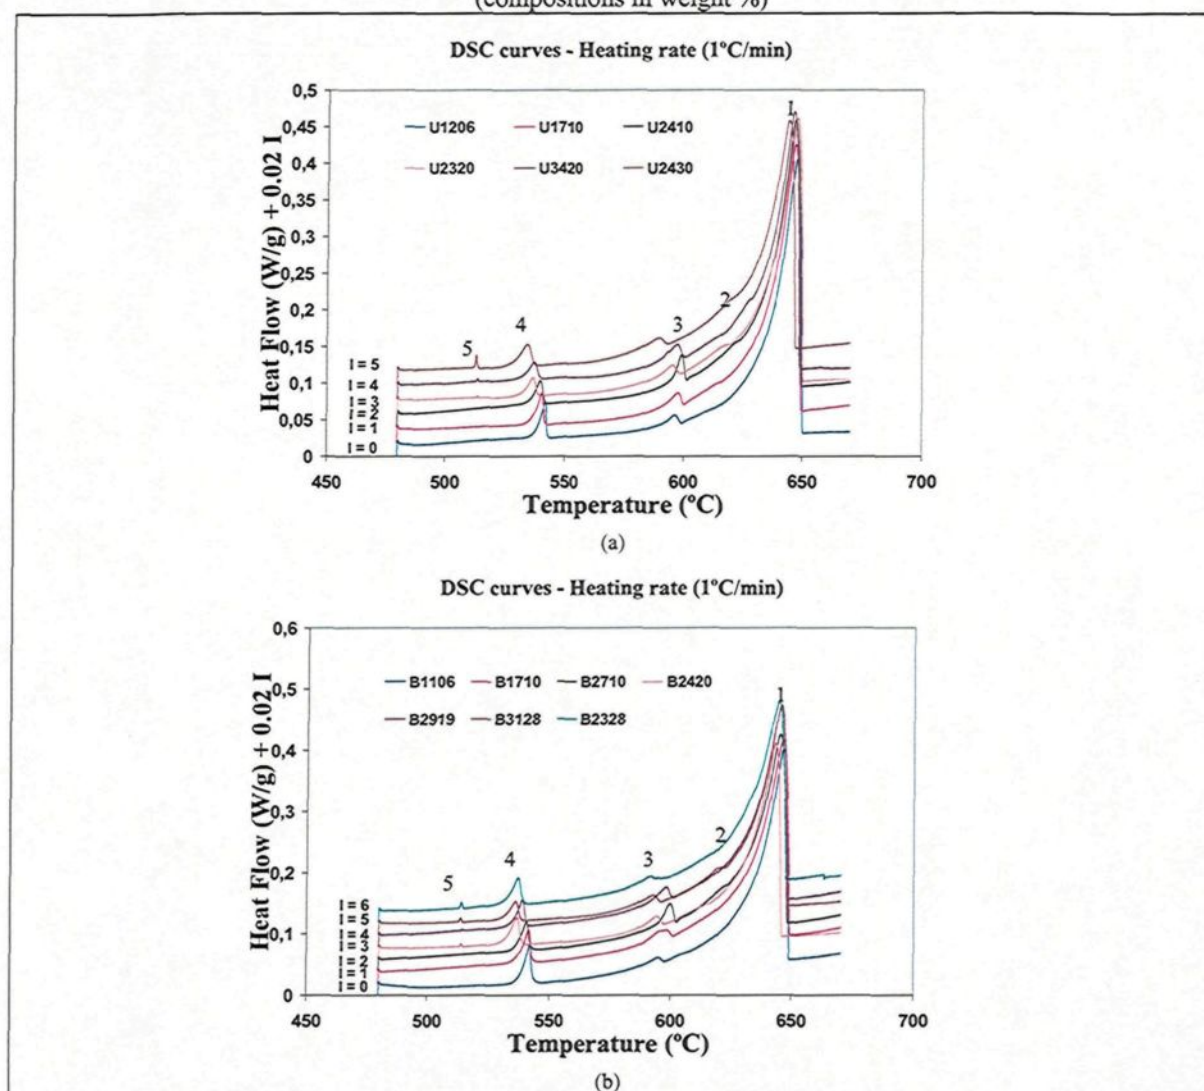 (compositions in weight %)
DSC curves - Heating rate (1°C/min)
Heat Flow (W/g) + 0.02 I
0,5
0,45
0,4
0,35
0,3
0,25
0,2
0,15
0,1
0,05
0
U1206 U1710 U2410
U2320 U3420 U2430
1
2
3
4
5
I = 5
I = 4
I = 3
I = 2
I = 1
I = 0
450 500 550 600 650 700
Temperature (°C)
(a)
DSC curves - Heating rate (1°C/min)
Heat Flow (W/g) + 0.02 I
0,6
0,5
0,4
0,3
0,2
0,1
0
B1106 B1710 B2710 B2420
B2919 B3128 B2328
1
2
3
4
5
I = 6
I = 5
I = 4
I = 3
I = 2
I = 1
I = 0
450 500 550 600 650 700
Temperature (°C)
(b)